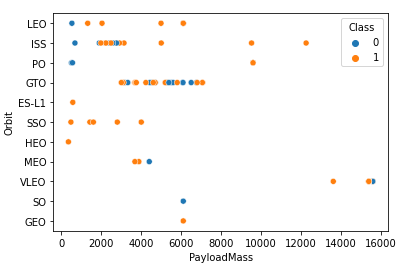 Class
0
1
LEO
ISS
PO
GTO
ES-L1
SSO
HEO
MEO
VLEO
SO
GEO
Orbit
0 2000 4000 6000 8000 10000 12000 14000 16000
PayloadMass